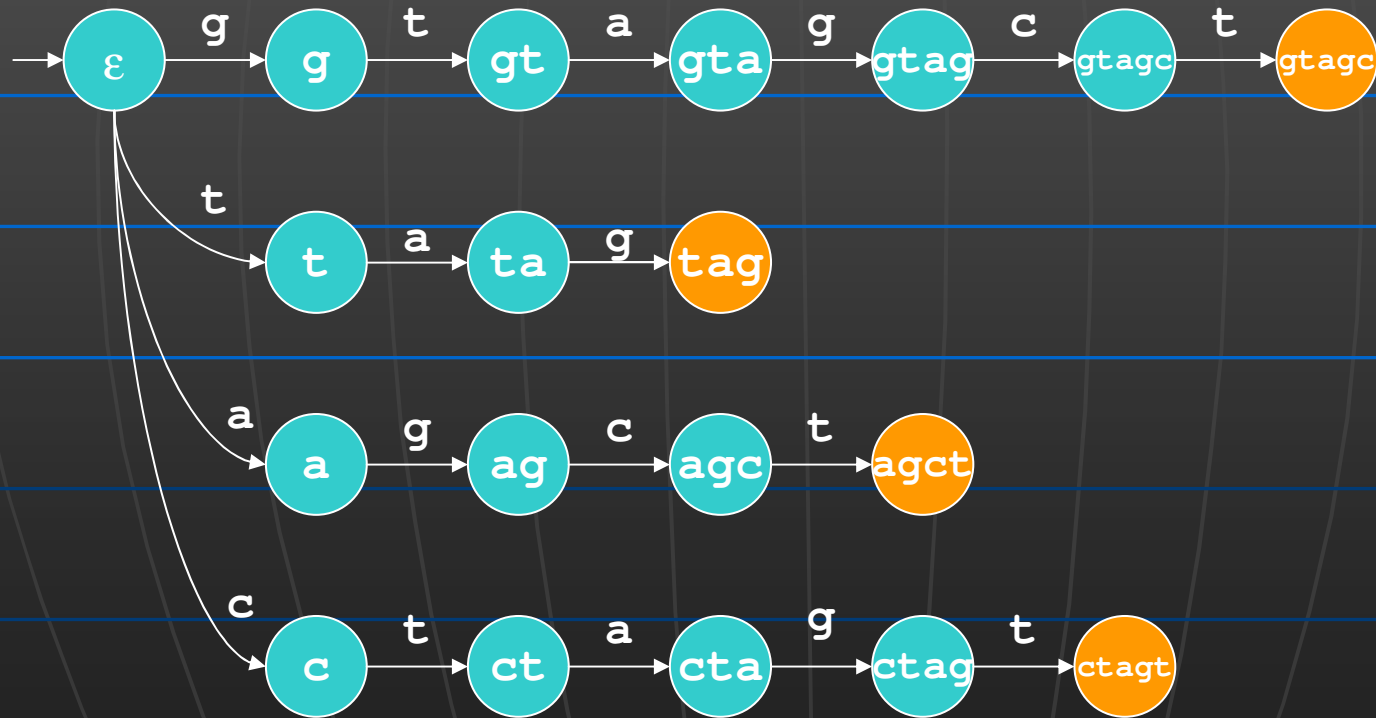 g t a g c t
ε g gt gta gtag gtagc gtagc
t
a g
t ta tag
a g c t
a ag agc agct
c t a g t
c ct cta ctag ctagt